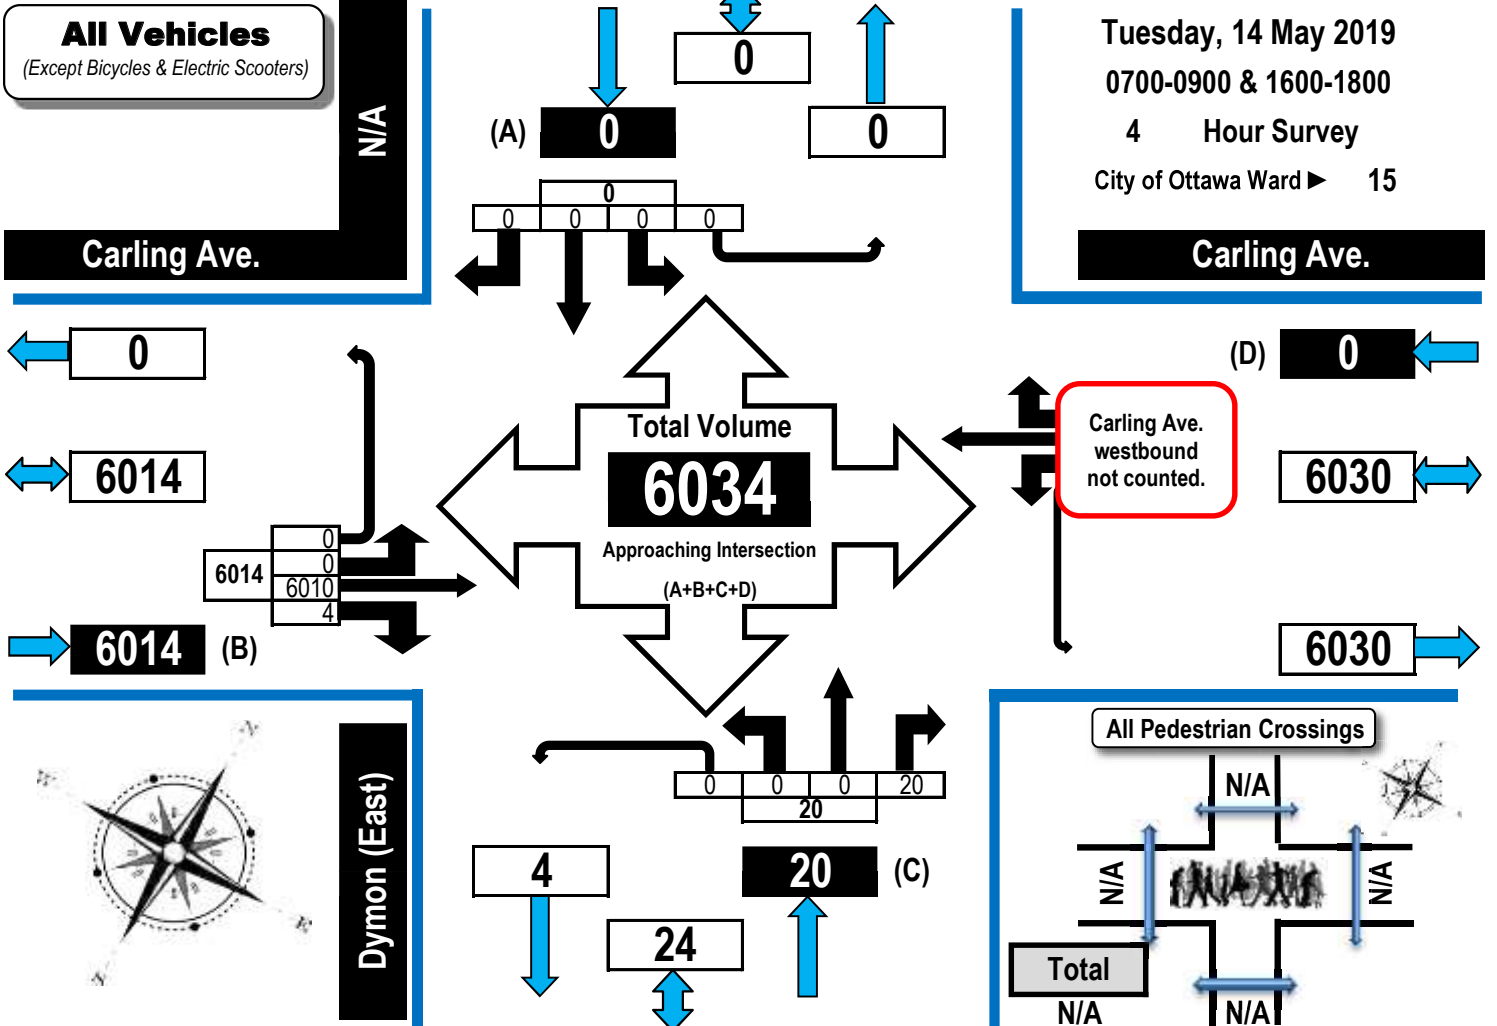 All Vehicles
(Except Bicycles & Electric Scooters)
N/A
Carling Ave.
0
(A) 0
0
0
0 0 0 0
Tuesday, 14 May 2019
0700-0900 & 1600-1800
4 Hour Survey
City of Ottawa Ward ► 15
Carling Ave.
0
6014
0
0
6014
6010
4
6014 (B)
Total Volume
6034
Approaching Intersection
(A+B+C+D)
(D) 0
Carling Ave.
westbound
not counted.
6030
6030
N
W
E
Dymon (East)
0 0 0 20
20
4
20 (C)
24
All Pedestrian Crossings
N/A
N/A
N/A
Total
N/A
N/A